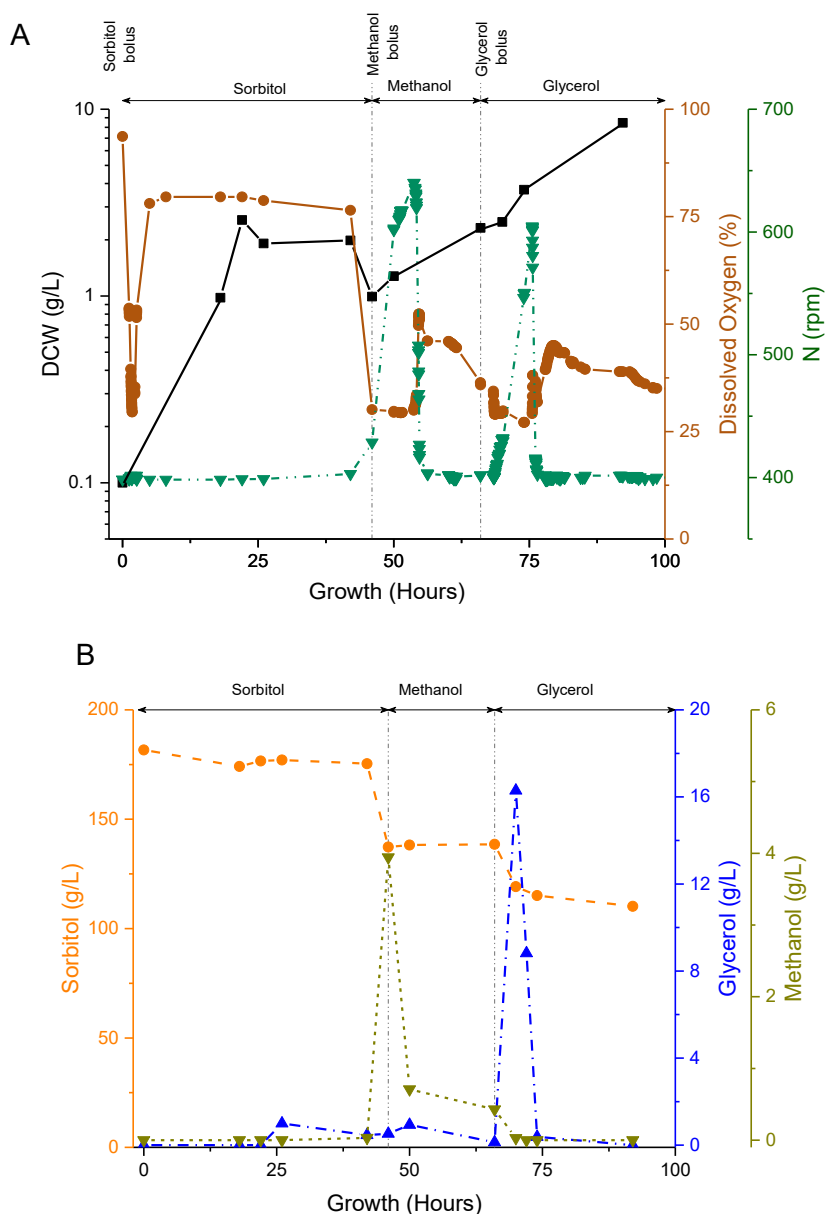 A
Sorbitol
bolus
Methanol
bolus
Glycerol
bolus
Sorbitol
Methanol
Glycerol
10
1
0.1
DCW (g/L)
100
75
50
25
0
Dissolved Oxygen (%)
700
600
500
400
N (rpm)
0
25
50
75
100
Growth (Hours)
B
Sorbitol
Methanol
Glycerol
200
150
100
50
0
Sorbitol (g/L)
20
16
12
8
4
0
Glycerol (g/L)
6
4
2
0
Methanol (g/L)
0
25
50
75
100
Growth (Hours)